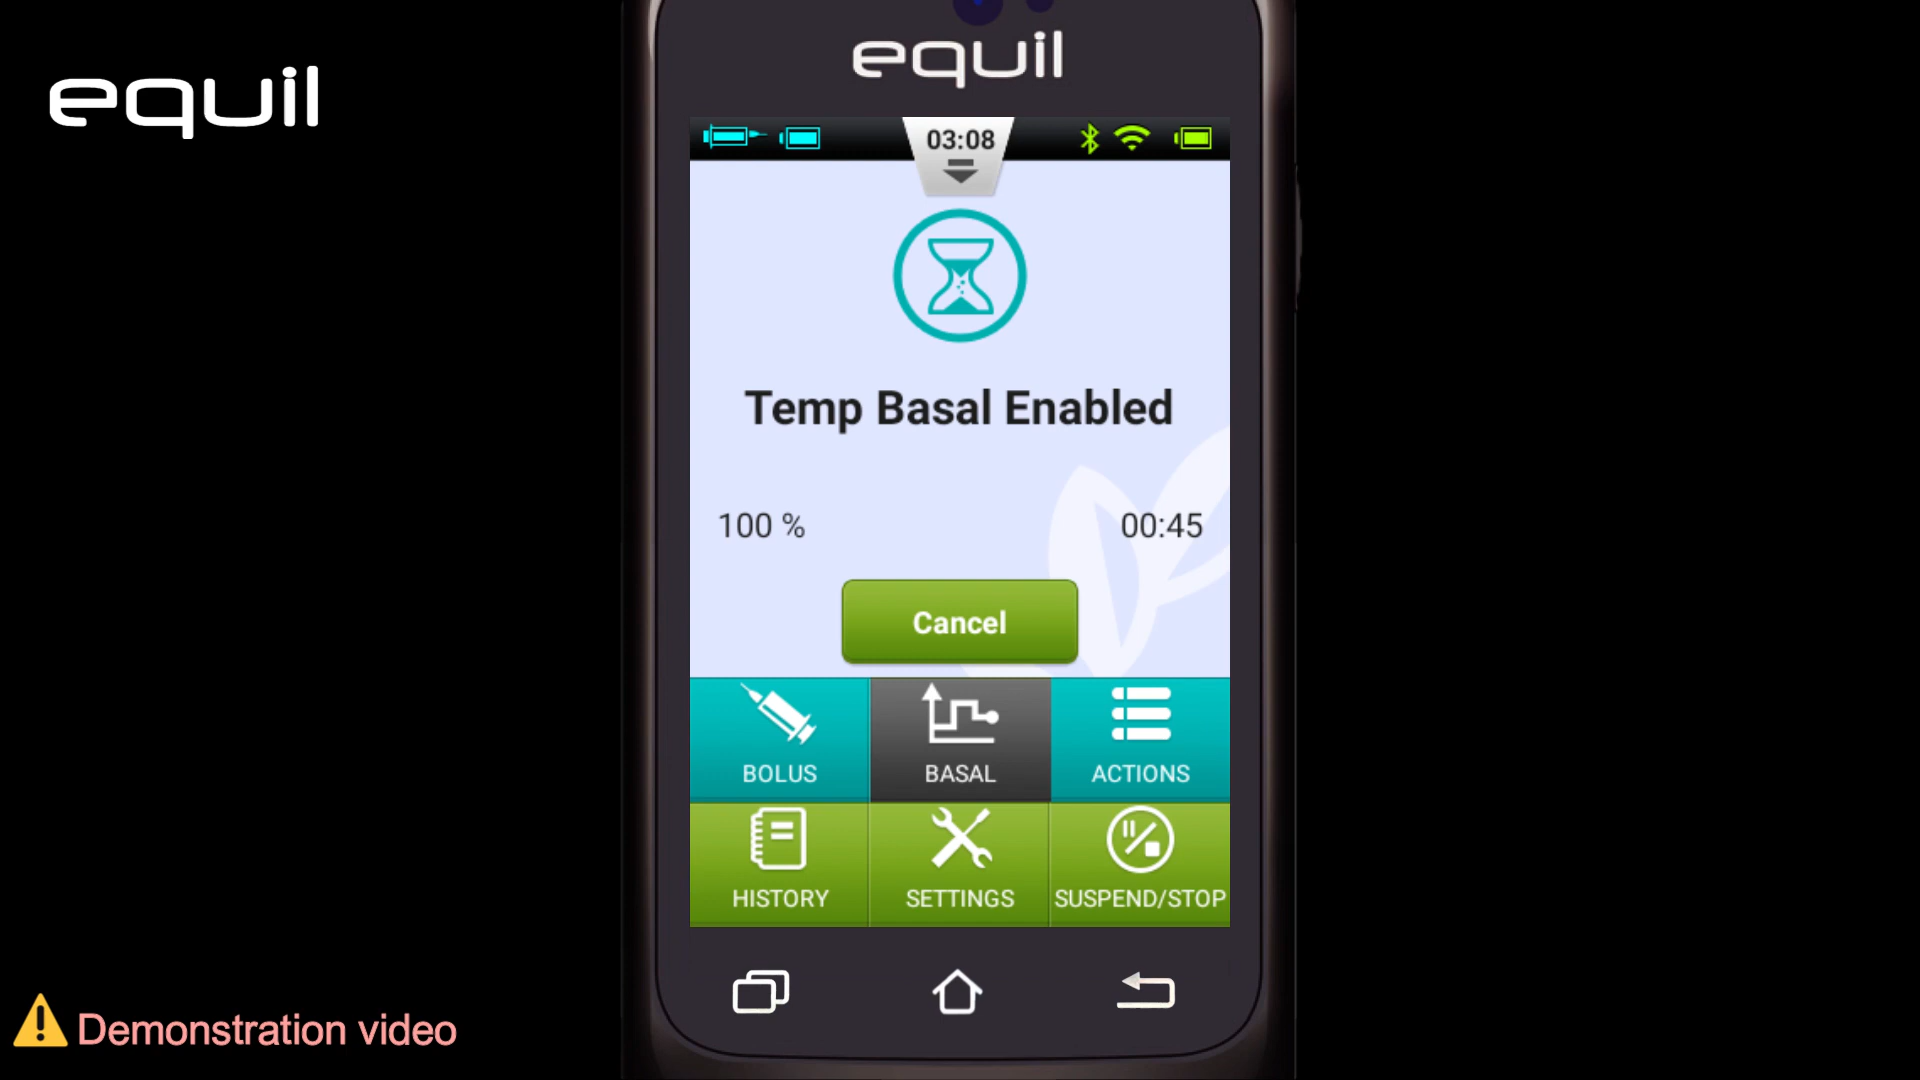 equil
equil
03:08
Temp Basal Enabled
100 %
00:45
Cancel
BOLUS
BASAL
ACTIONS
HISTORY
SETTINGS
SUSPEND/STOP
Demonstration video